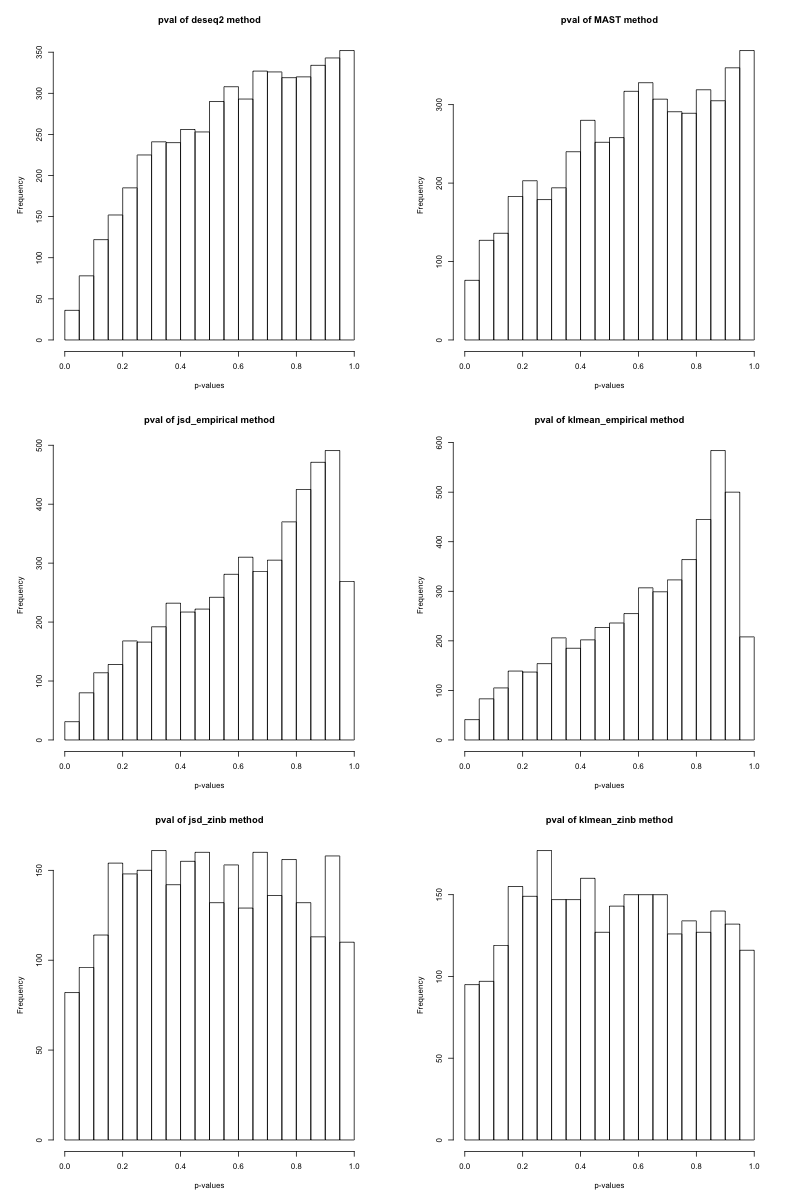 pval of deseq2 method
Frequency
0 50 100 150 200 250 300 350
0.0 0.2 0.4 0.6 0.8 1.0
p-values
pval of MAST method
Frequency
0 100 200 300
0.0 0.2 0.4 0.6 0.8 1.0
p-values
pval of jsd_empirical method
Frequency
0 100 200 300 400 500
0.0 0.2 0.4 0.6 0.8 1.0
p-values
pval of klmean_empirical method
Frequency
0 100 200 300 400 500 600
0.0 0.2 0.4 0.6 0.8 1.0
p-values
pval of jsd_zinb method
Frequency
0 50 100 150
0.0 0.2 0.4 0.6 0.8 1.0
p-values
pval of klmean_zinb method
Frequency
0 50 100 150
0.0 0.2 0.4 0.6 0.8 1.0
p-values